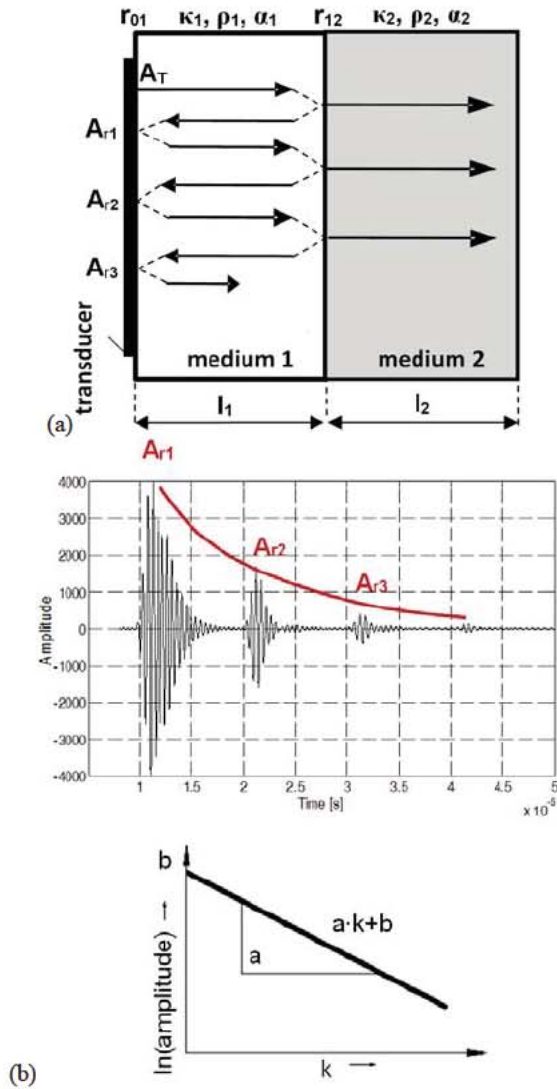 r01 κ1, ρ1, α1 r12 κ2, ρ2, α2
AT
Ar1
Ar2
Ar3
transducer
medium 1 medium 2
(a)
l1 l2
Ar1
4000
3000
Ar2
2000
Ar3
1000
0
-1000
-2000
-3000
-4000
Amplitude
1 1.5 2 2.5 3 3.5 4 4.5 5
Time [s]
x 10-5
b
a·k+b
a
ln(amplitude) →
k →
(b)